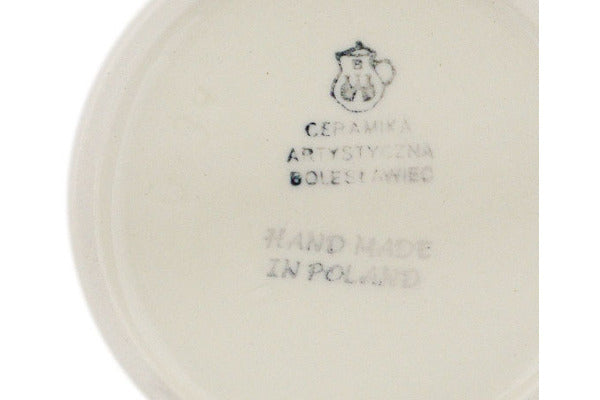 B
CERAMIKA
ARTYSTYCZNA
BOLESŁAWIEC
HAND MADE
IN POLAND